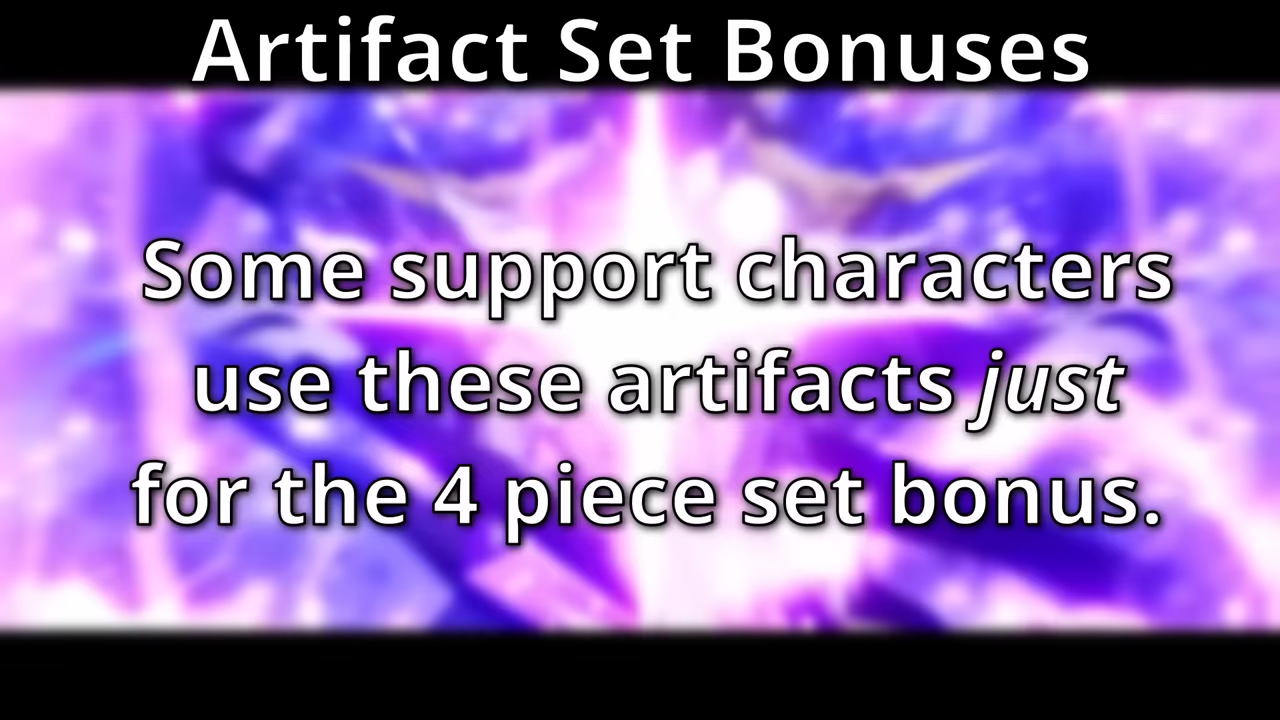 Artifact Set Bonuses
Some support characters
use these artifacts just
for the 4 piece set bonus.